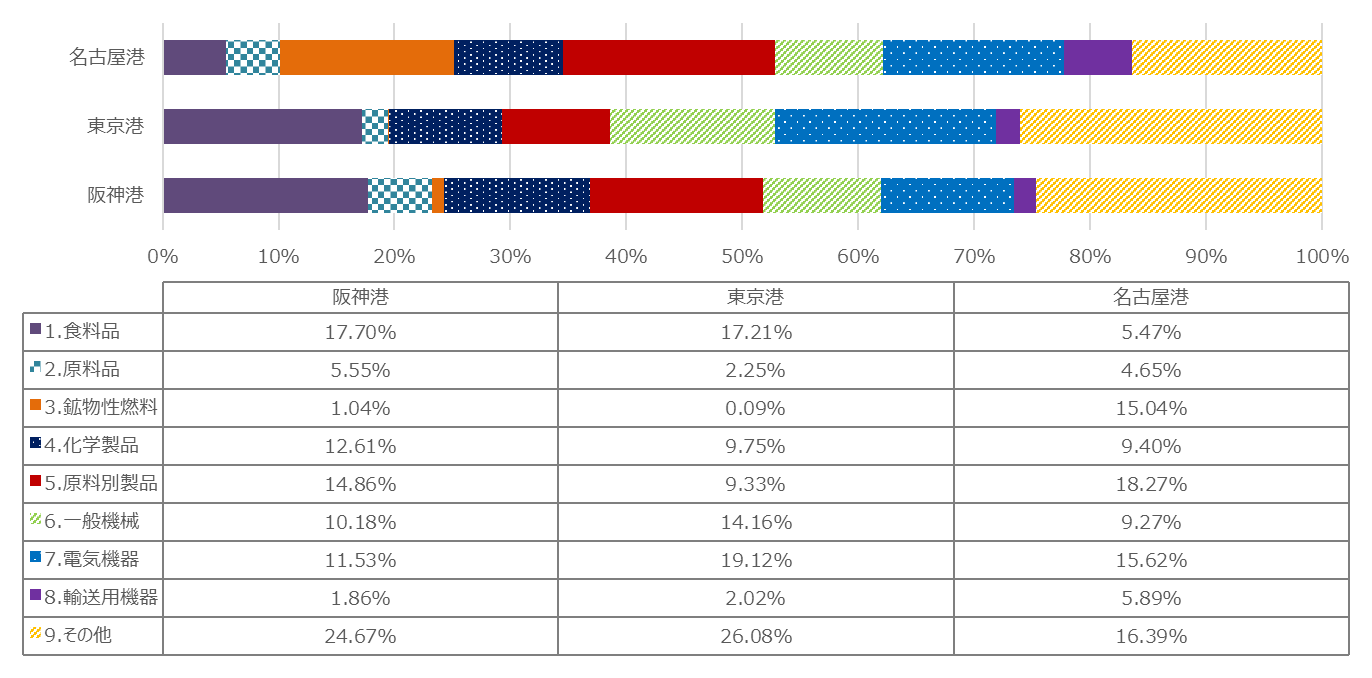 名古屋港
東京港
阪神港
0% 10% 20% 30% 40% 50% 60% 70% 80% 90% 100%
阪神港 東京港 名古屋港
1.食料品 17.70% 17.21% 5.47%
2.原料品 5.55% 2.25% 4.65%
3.鉱物性燃料 1.04% 0.09% 15.04%
4.化学製品 12.61% 9.75% 9.40%
5.原料別製品 14.86% 9.33% 18.27%
6.一般機械 10.18% 14.16% 9.27%
7.電気機器 11.53% 19.12% 15.62%
8.輸送用機器 1.86% 2.02% 5.89%
9.その他 24.67% 26.08% 16.39%